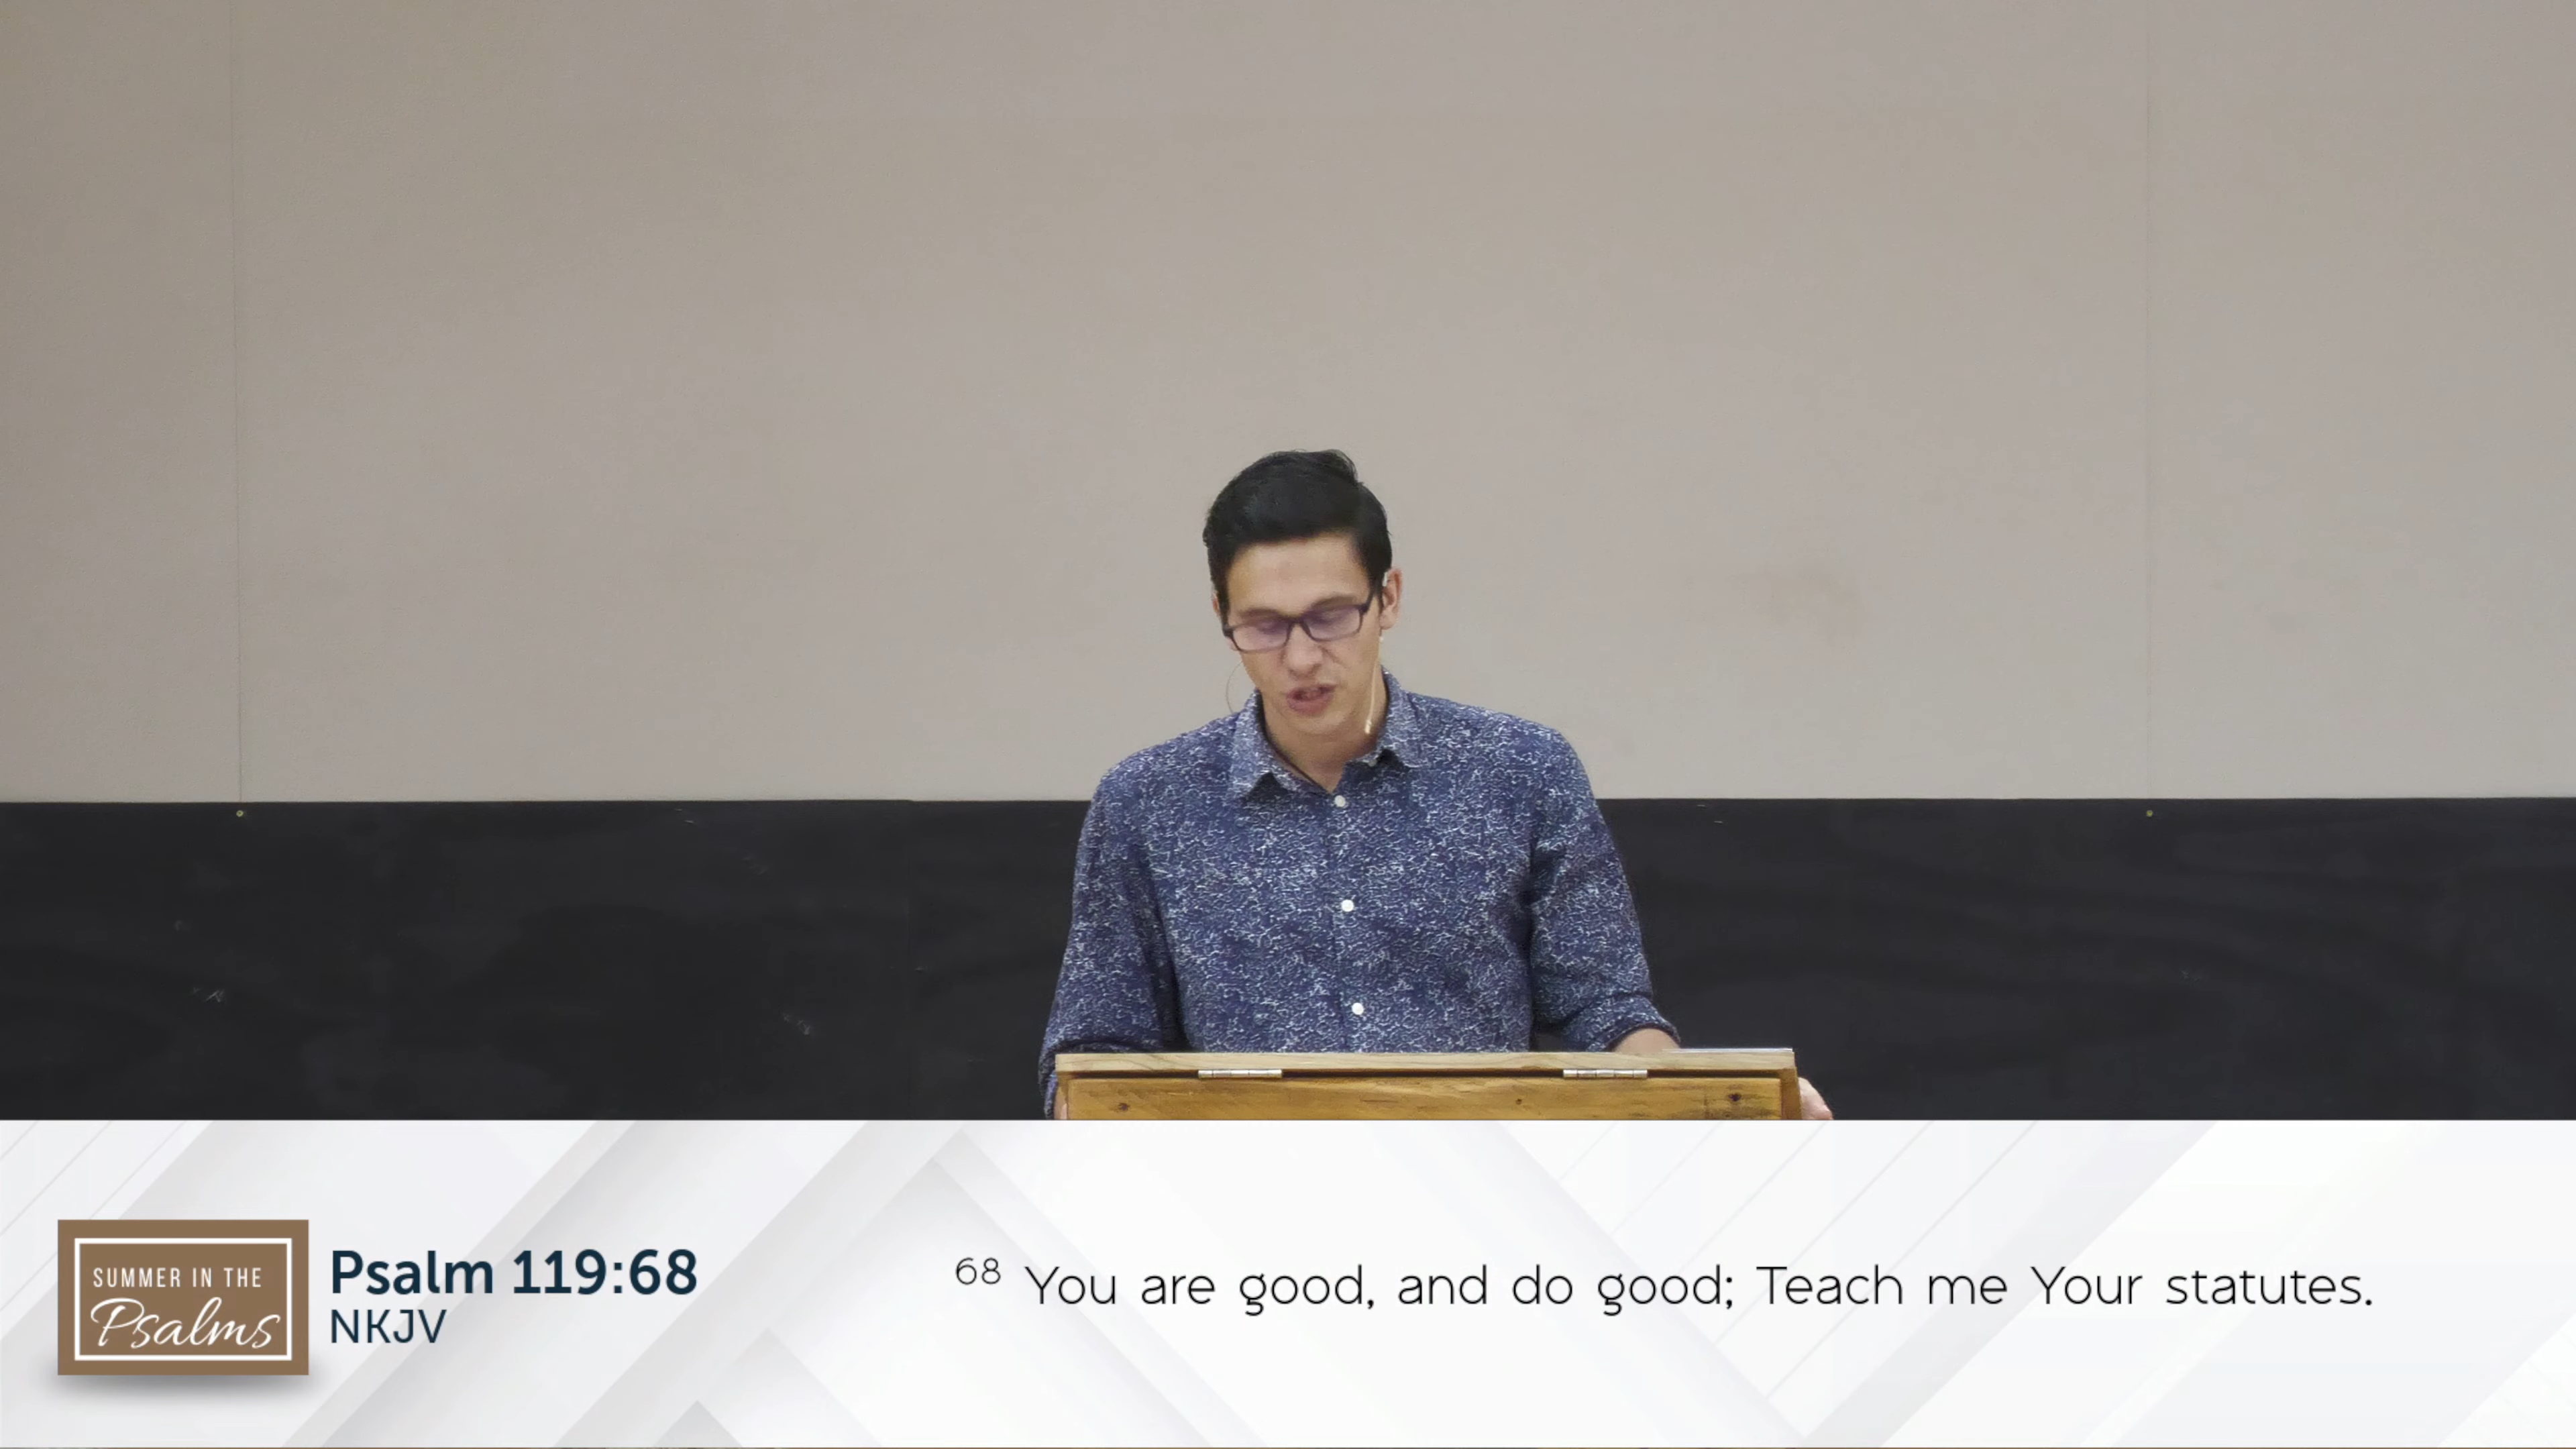 SUMMER IN THE
Psalms
Psalm 119:68
NKJV
68 You are good, and do good; Teach me Your statutes.